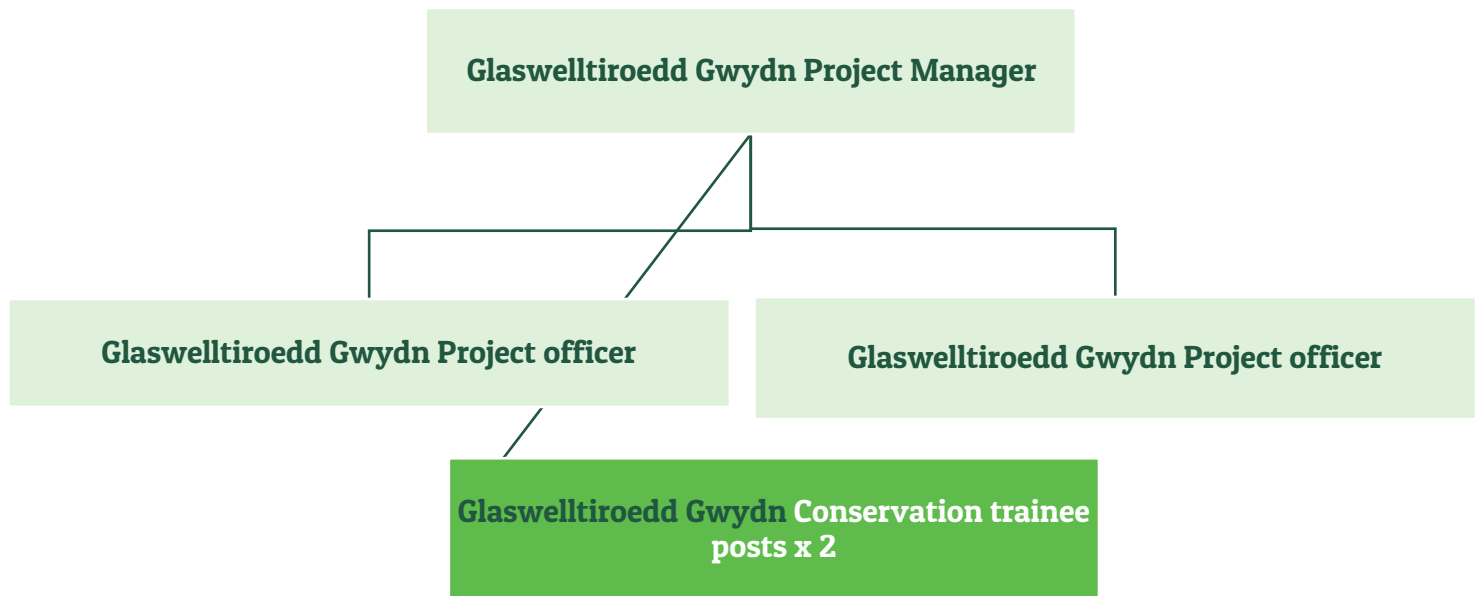 Glaswelltiroedd Gwydn Project Manager
Glaswelltiroedd Gwydn Project officer
Glaswelltiroedd Gwydn Project officer
Glaswelltiroedd Gwydn Conservation trainee
posts x 2